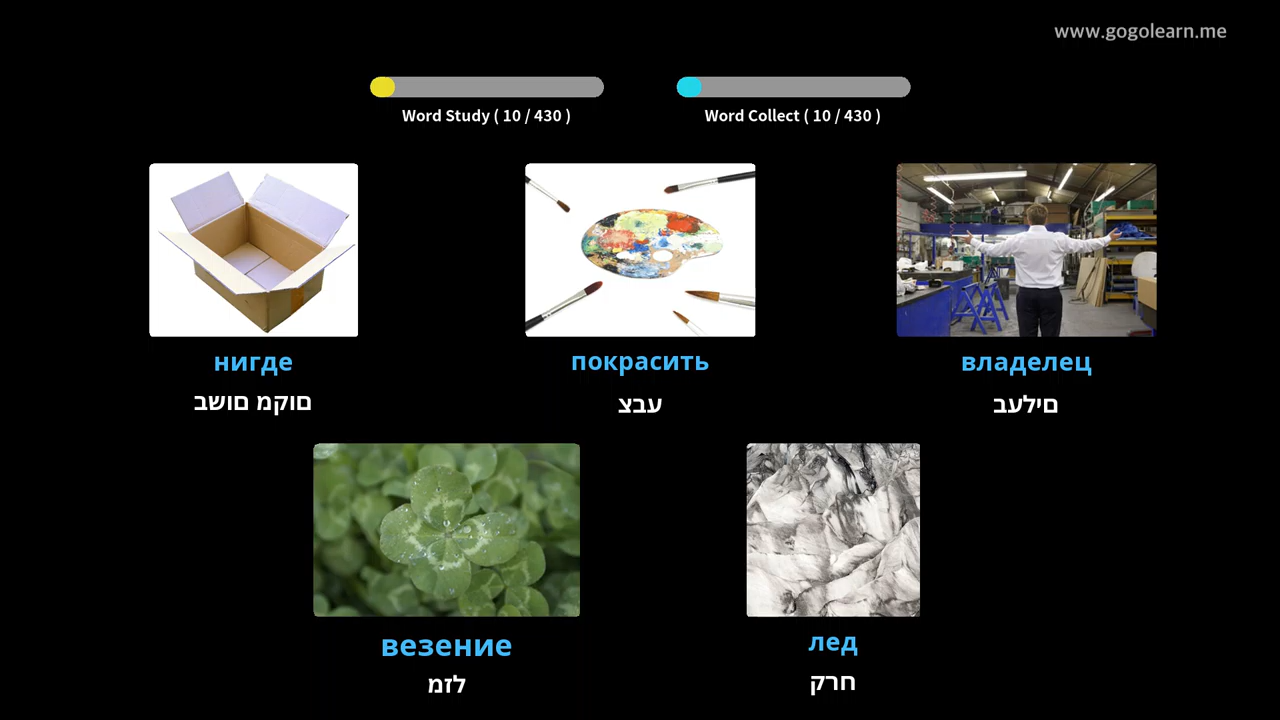 www.gogolearn.me
Word Study ( 10 / 430 )
Word Collect ( 10 / 430 )
нигде
םוקמ םושב
покрасить
עבצ
владелец
םילעב
везение
לזמ
лед
חרק